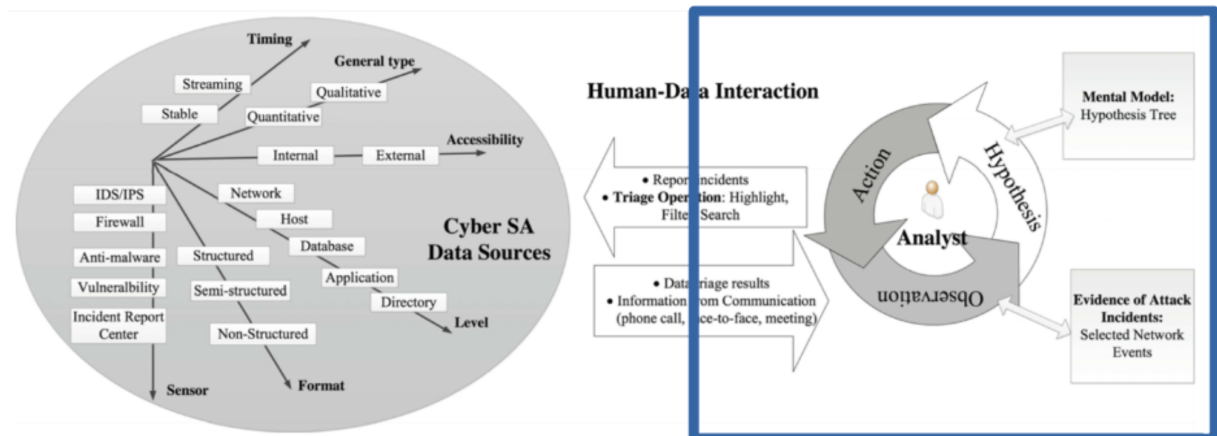 Timing
General type
Streaming
Qualitative
Stable
Quantitative
Accessibility
Internal
External
IDS/IPS
Network
Firewall
Host
Cyber SA
Data Sources
Anti-malware
Structured
Database
Vulneralbility
Semi-structured
Application
Incident Report
Center
Directory
Non-Structured
Level
Sensor
Format
Human-Data Interaction
• Report incidents
• Triage Operation: Highlight,
Filter, Search
• Data triage results
• Information from Communication
(phone call, face-to-face, meeting)
Action
Hypothesis
Observation
Analyst
Mental Model:
Hypothesis Tree
Evidence of Attack
Incidents:
Selected Network
Events